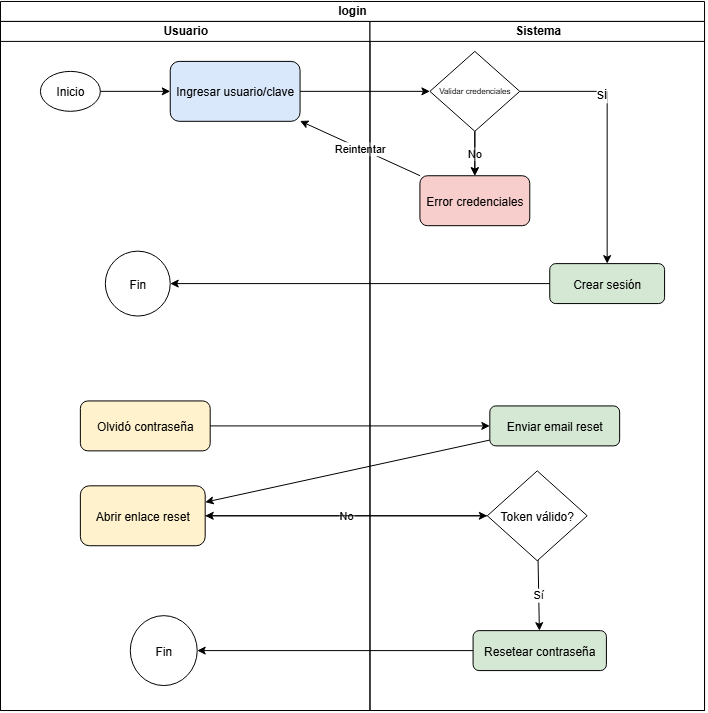 login
Usuario
Sistema
Inicio
Ingresar usuario/clave
Validar credenciales
Si
Reintentar
No
Error credenciales
Fin
Crear sesión
Olvidó contraseña
Enviar email reset
Abrir enlace reset
No
Token válido?
Sí
Fin
Resetear contraseña